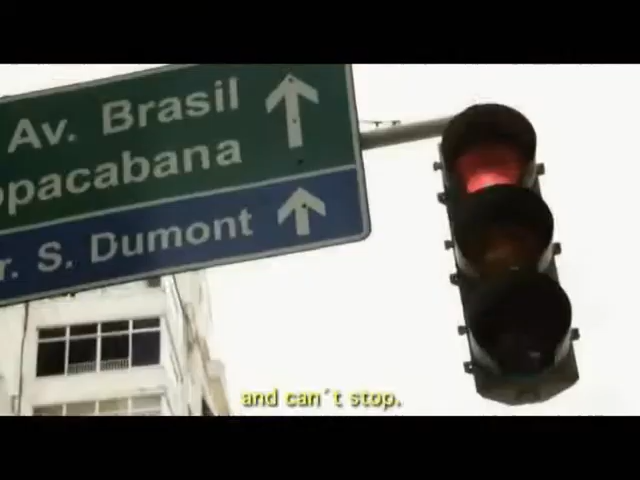 Av. Brasil
opacabana
r. S. Dumont
and can´t stop.